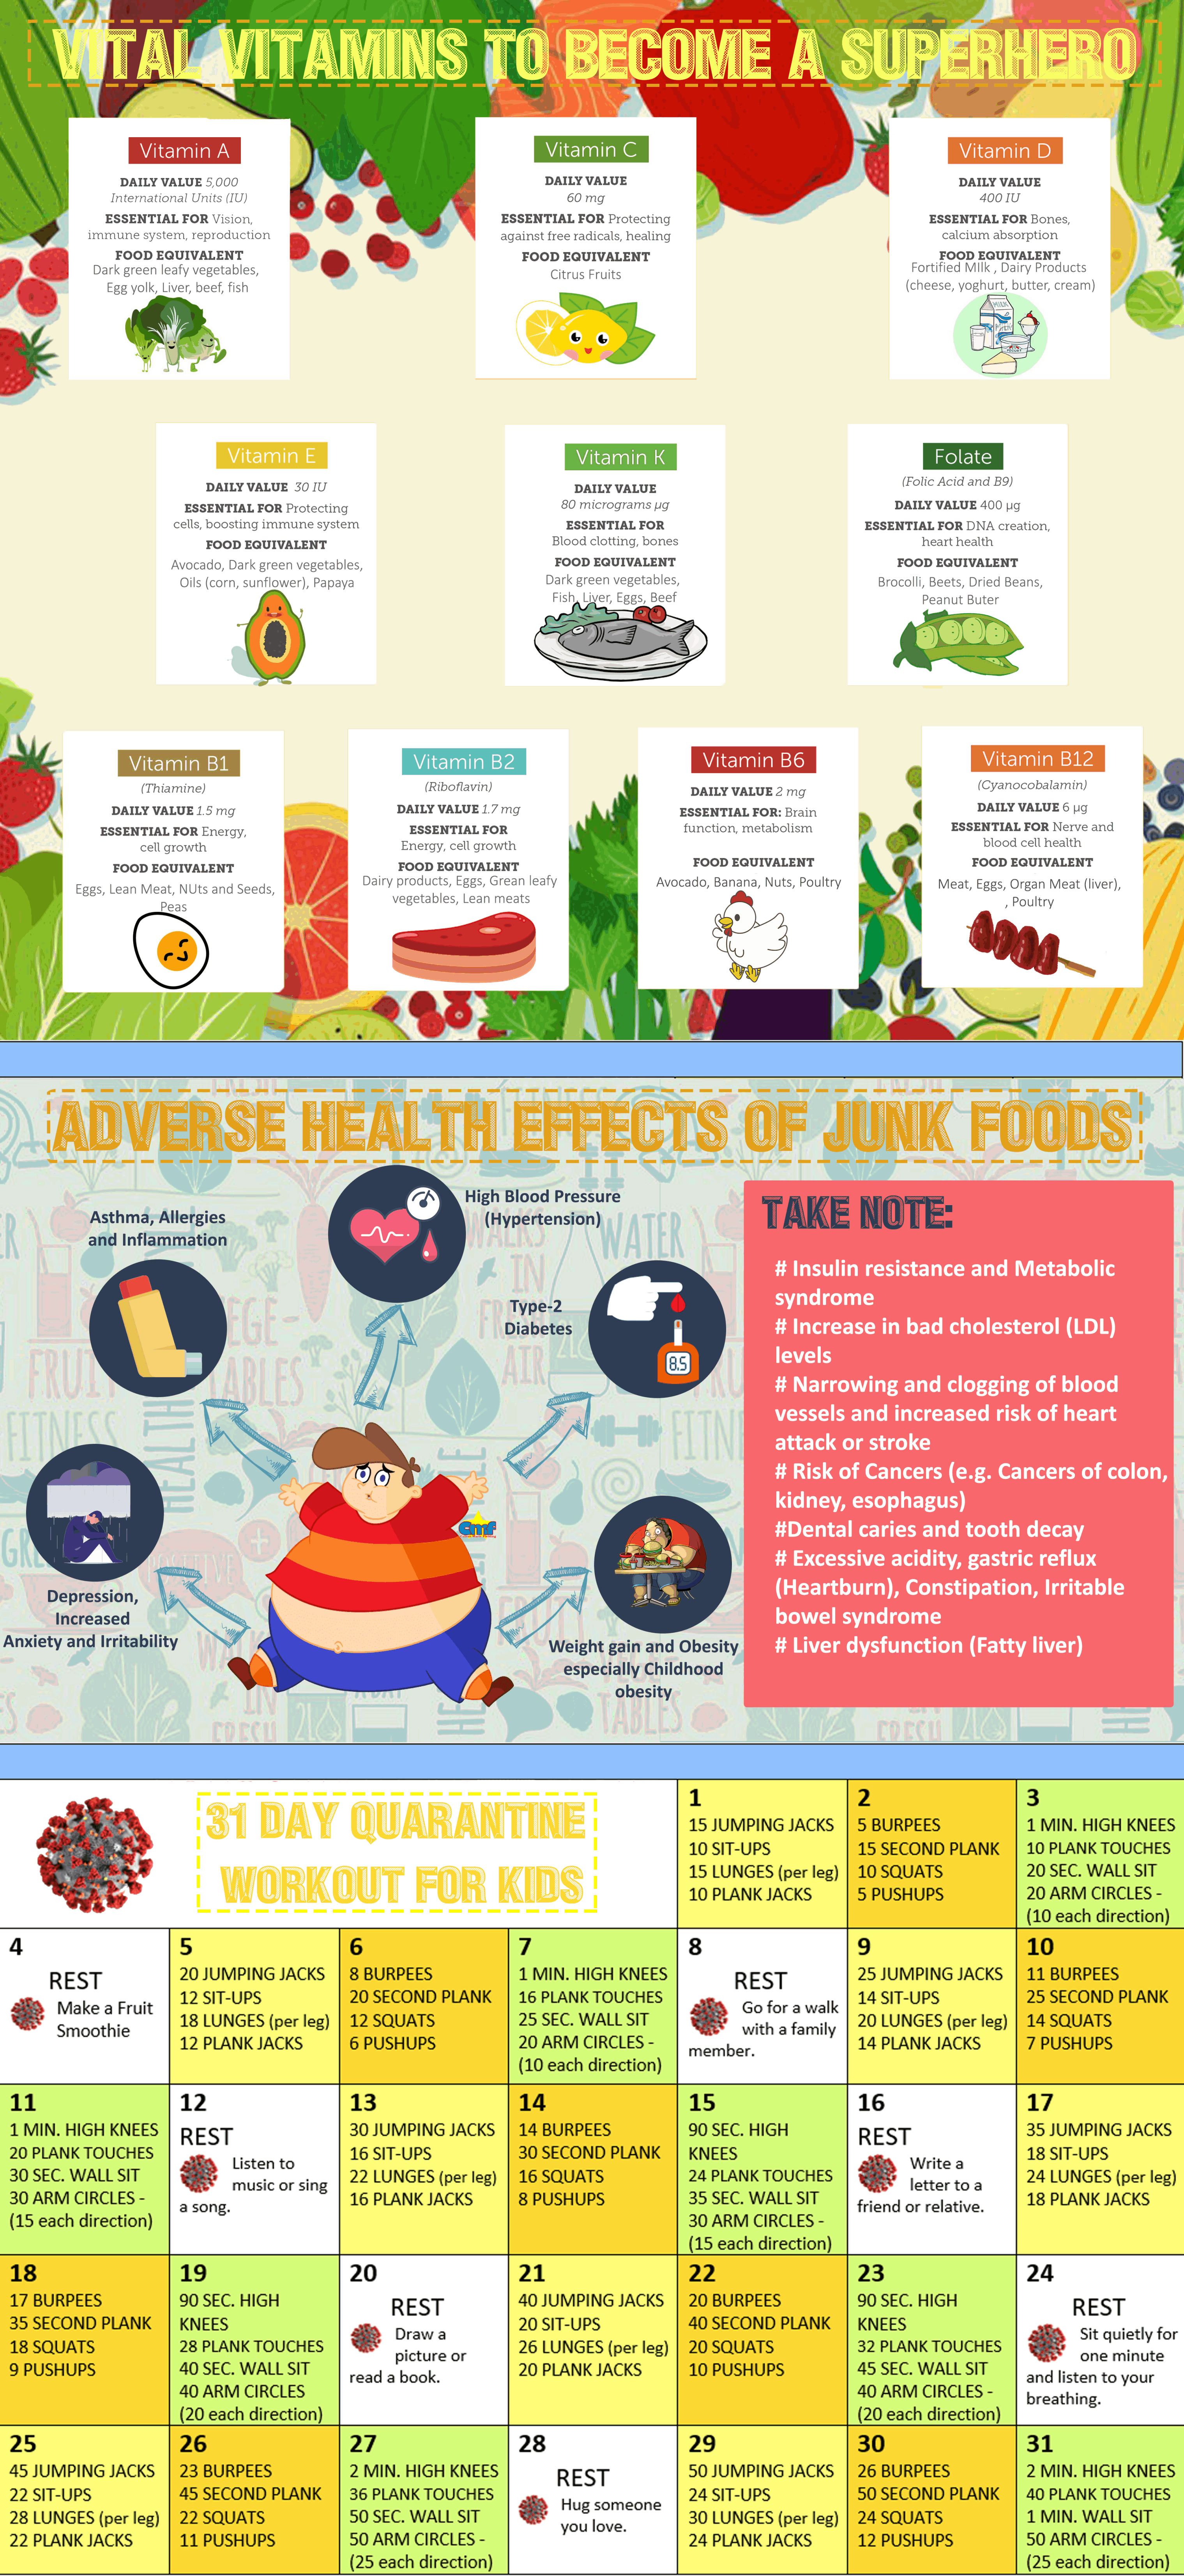 VITAL VITAMINS TO BECOME A SUPERHERO
Vitamin A
DAILY VALUE 5,000
International Units (IU)
ESSENTIAL FOR Vision,
immune system, reproduction
FOOD EQUIVALENT
Dark green leafy vegetables,
Egg yolk, Liver, beef, fish
Vitamin C
DAILY VALUE
60 mg
ESSENTIAL FOR Protecting
against free radicals, healing
FOOD EQUIVALENT
Citrus Fruits
Vitamin D
DAILY VALUE
400 IU
ESSENTIAL FOR Bones,
calcium absorption
FOOD EQUIVALENT
Fortified MIlk , Dairy Products
(cheese, yoghurt, butter, cream)
MILK
Vitamin E
DAILY VALUE 30 IU
ESSENTIAL FOR Protecting
cells, boosting immune system
FOOD EQUIVALENT
Avocado, Dark green vegetables,
Oils (corn, sunflower), Papaya
Vitamin K
DAILY VALUE
80 micrograms µg
ESSENTIAL FOR
Blood clotting, bones
FOOD EQUIVALENT
Dark green vegetables,
Fish, Liver, Eggs, Beef
Folate
(Folic Acid and B9)
DAILY VALUE 400 µg
ESSENTIAL FOR DNA creation,
heart health
FOOD EQUIVALENT
Brocolli, Beets, Dried Beans,
Peanut Buter
Vitamin B1
(Thiamine)
DAILY VALUE 1.5 mg
ESSENTIAL FOR Energy,
cell growth
FOOD EQUIVALENT
Eggs, Lean Meat, NUts and Seeds,
Peas
Vitamin B2
(Riboflavin)
DAILY VALUE 1.7 mg
ESSENTIAL FOR
Energy, cell growth
FOOD EQUIVALENT
Dairy products, Eggs, Grean leafy
vegetables, Lean meats
Vitamin B6
DAILY VALUE 2 mg
ESSENTIAL FOR: Brain
function, metabolism
FOOD EQUIVALENT
Avocado, Banana, Nuts, Poultry
Vitamin B12
(Cyanocobalamin)
DAILY VALUE 6 µg
ESSENTIAL FOR Nerve and
blood cell health
FOOD EQUIVALENT
Meat, Eggs, Organ Meat (liver),
, Poultry
ADVERSE HEALTH EFFECTS OF JUNK FOODS
Asthma, Allergies
and Inflammation
High Blood Pressure
(Hypertension)
Type-2
Diabetes
8.5
Depression,
Increased
Anxiety and Irritability
cmf
Weight gain and Obesity
especially Childhood
obesity
TAKE NOTE:
# Insulin resistance and Metabolic
syndrome
# Increase in bad cholesterol (LDL)
levels
# Narrowing and clogging of blood
vessels and increased risk of heart
attack or stroke
# Risk of Cancers (e.g. Cancers of colon,
kidney, esophagus)
#Dental caries and tooth decay
# Excessive acidity, gastric reflux
(Heartburn), Constipation, Irritable
bowel syndrome
# Liver dysfunction (Fatty liver)
31 DAY QUARANTINE
WORKOUT FOR KIDS
1
15 JUMPING JACKS
10 SIT-UPS
15 LUNGES (per leg)
10 PLANK JACKS
2
5 BURPEES
15 SECOND PLANK
10 SQUATS
5 PUSHUPS
3
1 MIN. HIGH KNEES
10 PLANK TOUCHES
20 SEC. WALL SIT
20 ARM CIRCLES -
(10 each direction)
4
REST
Make a Fruit
Smoothie
5
20 JUMPING JACKS
12 SIT-UPS
18 LUNGES (per leg)
12 PLANK JACKS
6
8 BURPEES
20 SECOND PLANK
12 SQUATS
6 PUSHUPS
7
1 MIN. HIGH KNEES
16 PLANK TOUCHES
25 SEC. WALL SIT
20 ARM CIRCLES -
(10 each direction)
8
REST
Go for a walk
with a family
member.
9
25 JUMPING JACKS
14 SIT-UPS
20 LUNGES (per leg)
14 PLANK JACKS
10
11 BURPEES
25 SECOND PLANK
14 SQUATS
7 PUSHUPS
11
1 MIN. HIGH KNEES
20 PLANK TOUCHES
30 SEC. WALL SIT
30 ARM CIRCLES -
(15 each direction)
12
REST
Listen to
music or sing
a song.
13
30 JUMPING JACKS
16 SIT-UPS
22 LUNGES (per leg)
16 PLANK JACKS
14
14 BURPEES
30 SECOND PLANK
16 SQUATS
8 PUSHUPS
15
90 SEC. HIGH
KNEES
24 PLANK TOUCHES
35 SEC. WALL SIT
30 ARM CIRCLES -
(15 each direction)
16
REST
Write a
letter to a
friend or relative.
17
35 JUMPING JACKS
18 SIT-UPS
24 LUNGES (per leg)
18 PLANK JACKS
18
17 BURPEES
35 SECOND PLANK
18 SQUATS
9 PUSHUPS
19
90 SEC. HIGH
KNEES
28 PLANK TOUCHES
40 SEC. WALL SIT
40 ARM CIRCLES
(20 each direction)
20
REST
Draw a
picture or
read a book.
21
40 JUMPING JACKS
20 SIT-UPS
26 LUNGES (per leg)
20 PLANK JACKS
22
20 BURPEES
40 SECOND PLANK
20 SQUATS
10 PUSHUPS
23
90 SEC. HIGH
KNEES
32 PLANK TOUCHES
45 SEC. WALL SIT
40 ARM CIRCLES -
(20 each direction)
24
REST
Sit quietly for
one minute
and listen to your
breathing.
25
45 JUMPING JACKS
22 SIT-UPS
28 LUNGES (per leg)
22 PLANK JACKS
26
23 BURPEES
45 SECOND PLANK
22 SQUATS
11 PUSHUPS
27
2 MIN. HIGH KNEES
36 PLANK TOUCHES
50 SEC. WALL SIT
50 ARM CIRCLES -
(25 each direction)
28
REST
Hug someone
you love.
29
50 JUMPING JACKS
24 SIT-UPS
30 LUNGES (per leg)
24 PLANK JACKS
30
26 BURPEES
50 SECOND PLANK
24 SQUATS
12 PUSHUPS
31
2 MIN. HIGH KNEES
40 PLANK TOUCHES
1 MIN. WALL SIT
50 ARM CIRCLES -
(25 each direction)